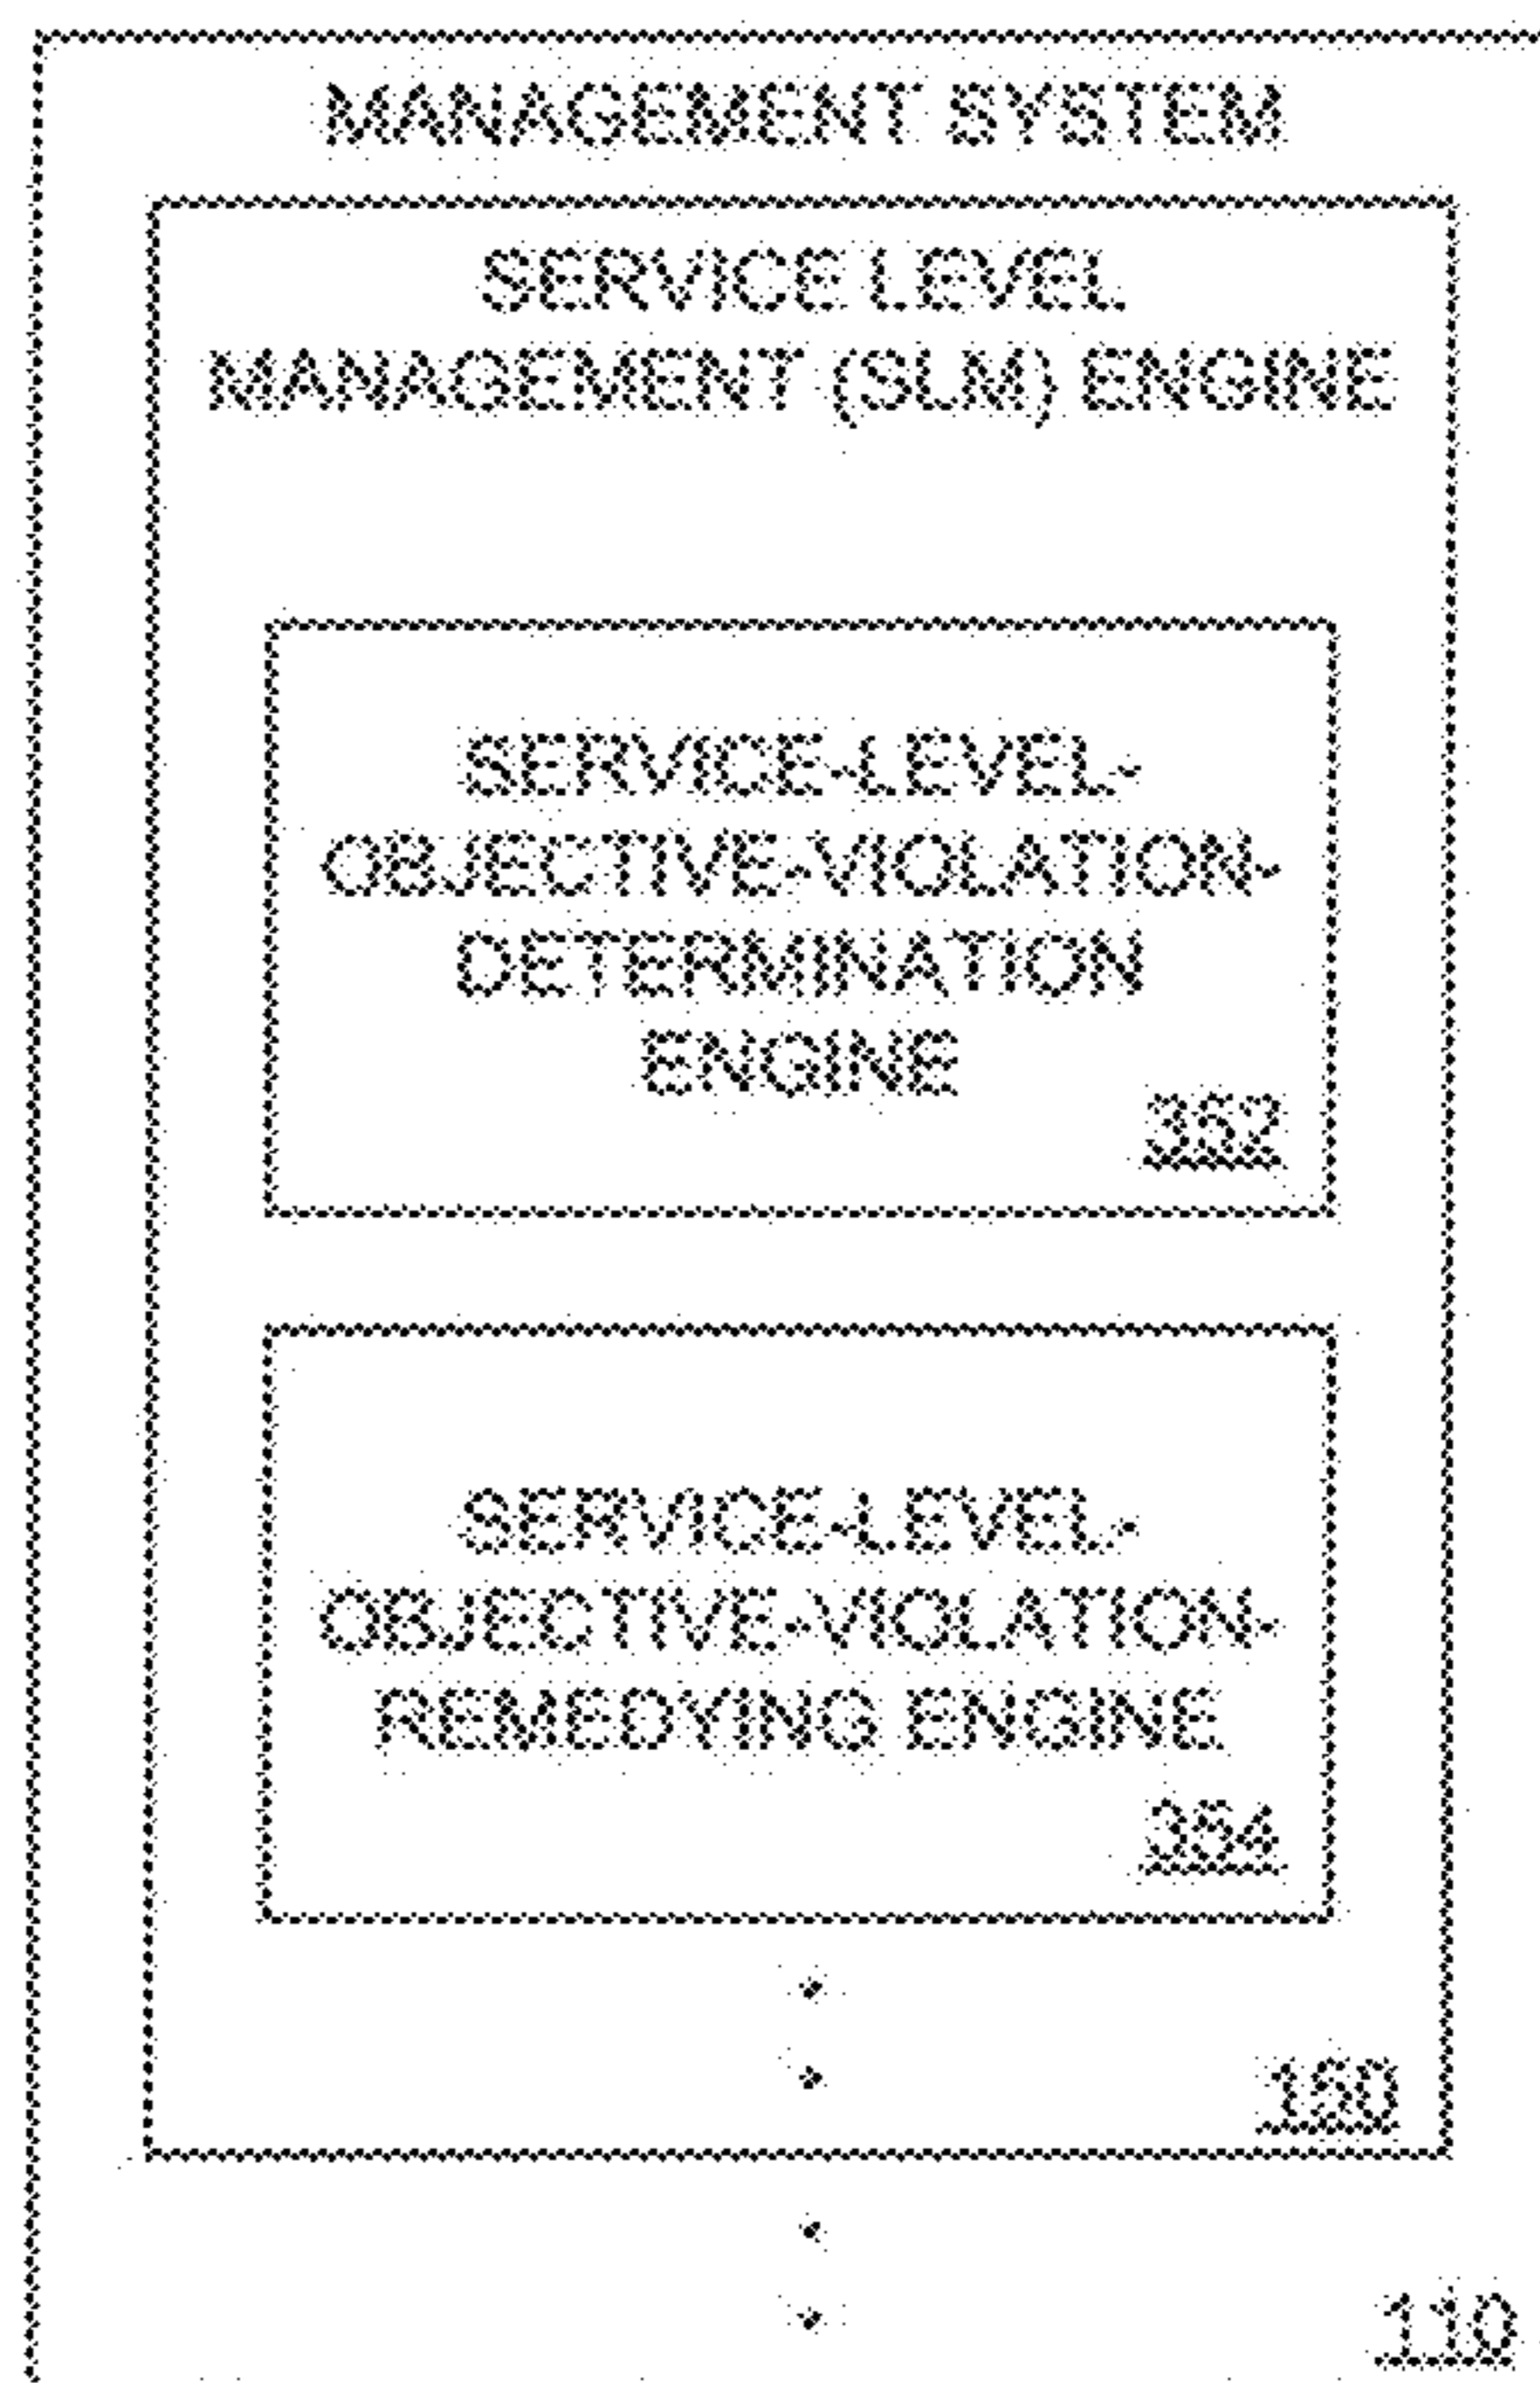 MANAGEMENT SYSTEM
SERVICE LEVEL
MANAGEMENT (SLM) ENGINE
SERVICE-LEVEL-
OBJECTIVE-VIOLATION-
DETERMINATION
ENGINE
352
SERVICE-LEVEL-
OBJECTIVE-VIOLATION-
REMEDYING ENGINE
354
150
110